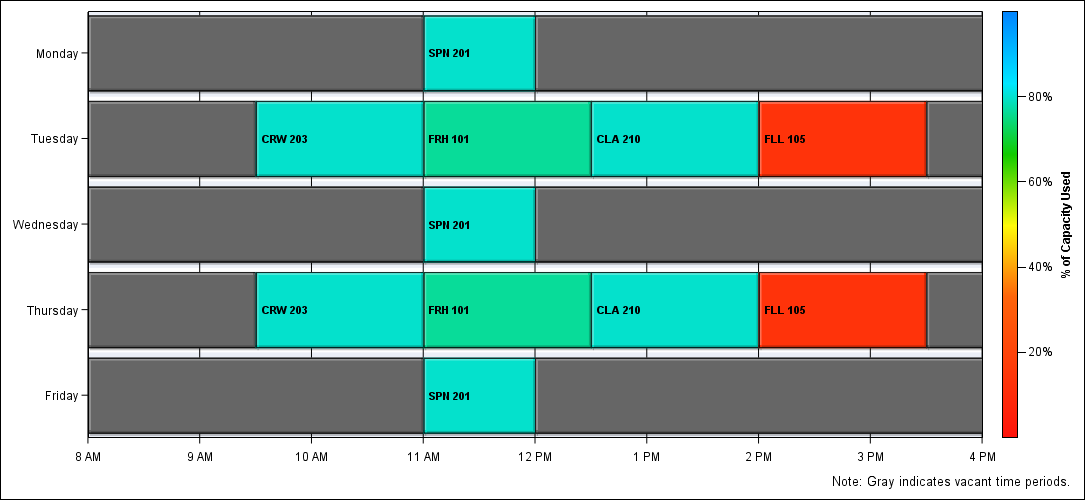 Monday
SPN 201
Tuesday
CRW 203 FRH 101 CLA 210 FLL 105
Wednesday
SPN 201
Thursday
CRW 203 FRH 101 CLA 210 FLL 105
Friday
SPN 201
8 AM 9 AM 10 AM 11 AM 12 PM 1 PM 2 PM 3 PM 4 PM
80%
60%
40%
20%
% of Capacity Used
Note: Gray indicates vacant time periods.